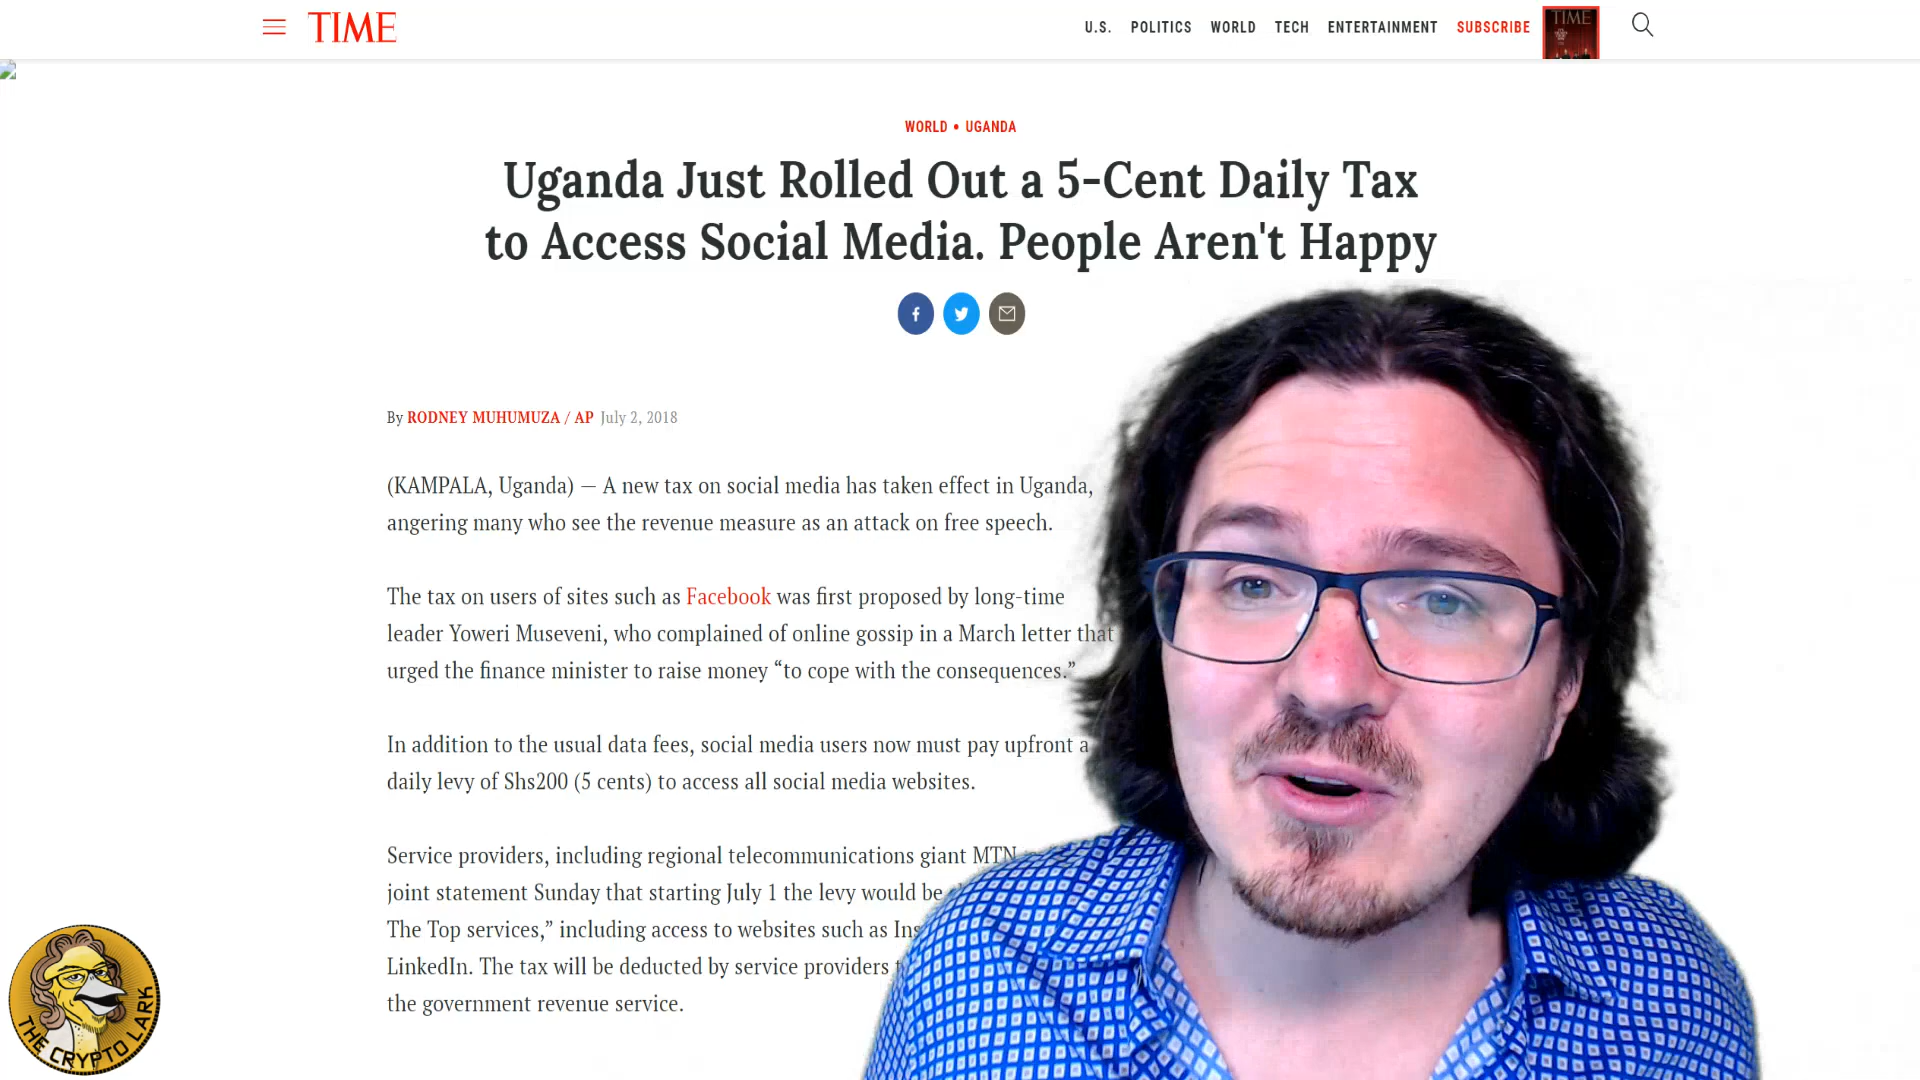 TIME
U.S. POLITICS WORLD TECH ENTERTAINMENT SUBSCRIBE
TIME
WORLD • UGANDA
Uganda Just Rolled Out a 5-Cent Daily Tax
to Access Social Media. People Aren't Happy
By RODNEY MUHUMUZA / AP July 2, 2018
(KAMPALA, Uganda) — A new tax on social media has taken effect in Uganda,
angering many who see the revenue measure as an attack on free speech.
The tax on users of sites such as Facebook was first proposed by long-time
leader Yoweri Museveni, who complained of online gossip in a March letter that
urged the finance minister to raise money “to cope with the consequences.”
In addition to the usual data fees, social media users now must pay upfront a
daily levy of Shs200 (5 cents) to access all social media websites.
Service providers, including regional telecommunications giant MTN
joint statement Sunday that starting July 1 the levy would be
The Top services,” including access to websites such as
LinkedIn. The tax will be deducted by service providers
the government revenue service.
THE CRYPTO LARK